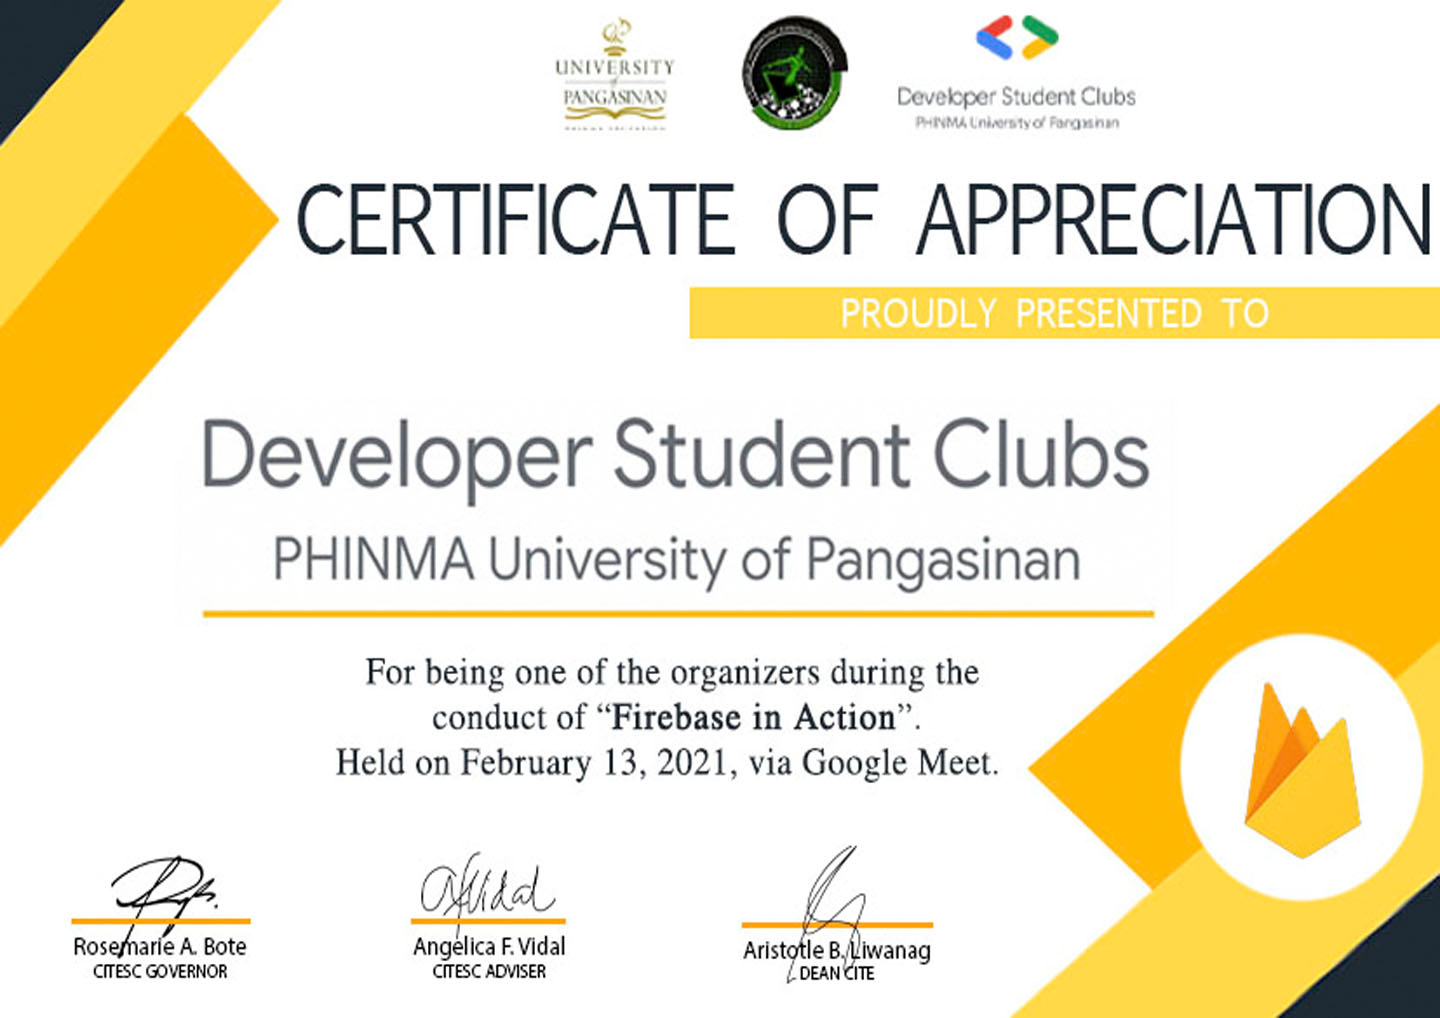 UNIVERSITY
of
PANGASINAN
PHINMA EDUCATION
Developer Student Clubs
PHINMA University of Pangasinan
CERTIFICATE OF APPRECIATION
PROUDLY PRESENTED TO
Developer Student Clubs
PHINMA University of Pangasinan
For being one of the organizers during the
conduct of “Firebase in Action”.
Held on February 13, 2021, via Google Meet.
Rosemarie A. Bote
CITESC GOVERNOR
Angelica F. Vidal
CITESC ADVISER
Aristotle B. Liwanag
DEAN CITE